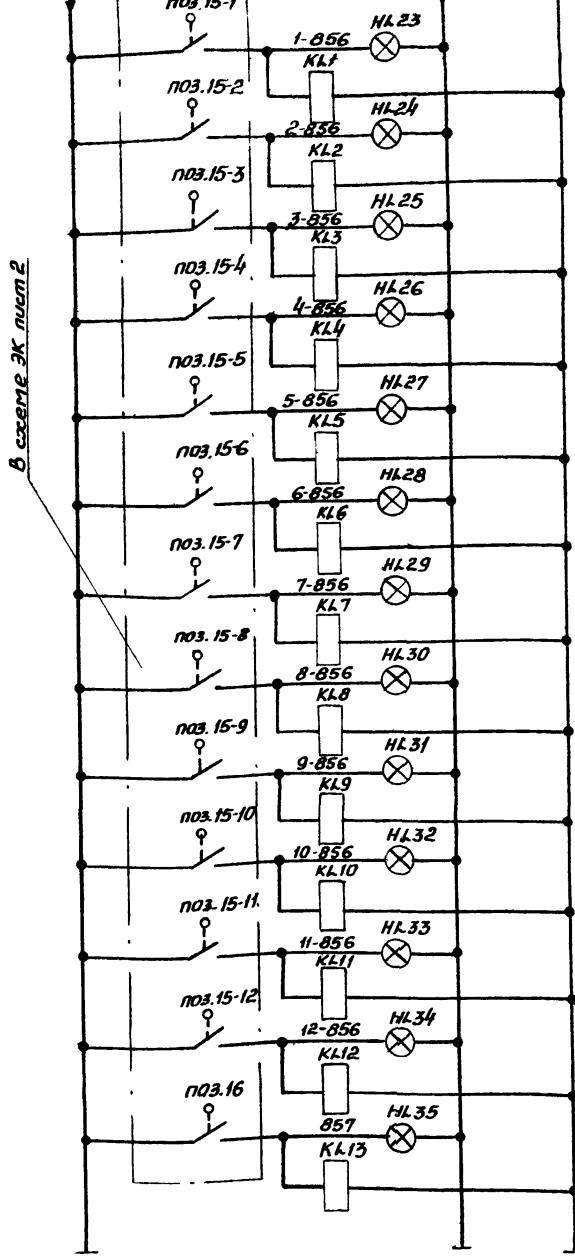 поз.15-1
HL23
1-856
KL1
поз.15-2
HL24
2-856
KL2
поз.15-3
HL25
3-856
KL3
поз.15-4
HL26
4-856
KL4
поз.15-5
HL27
5-856
KL5
поз.15-6
HL28
6-856
KL6
поз.15-7
HL29
7-856
KL7
поз.15-8
HL30
8-856
KL8
поз.15-9
HL31
9-856
KL9
поз.15-10
HL32
10-856
KL10
поз.15-11
HL33
11-856
KL11
поз.15-12
HL34
12-856
KL12
поз.16
HL35
857
KL13
В схеме ЭК лист 2